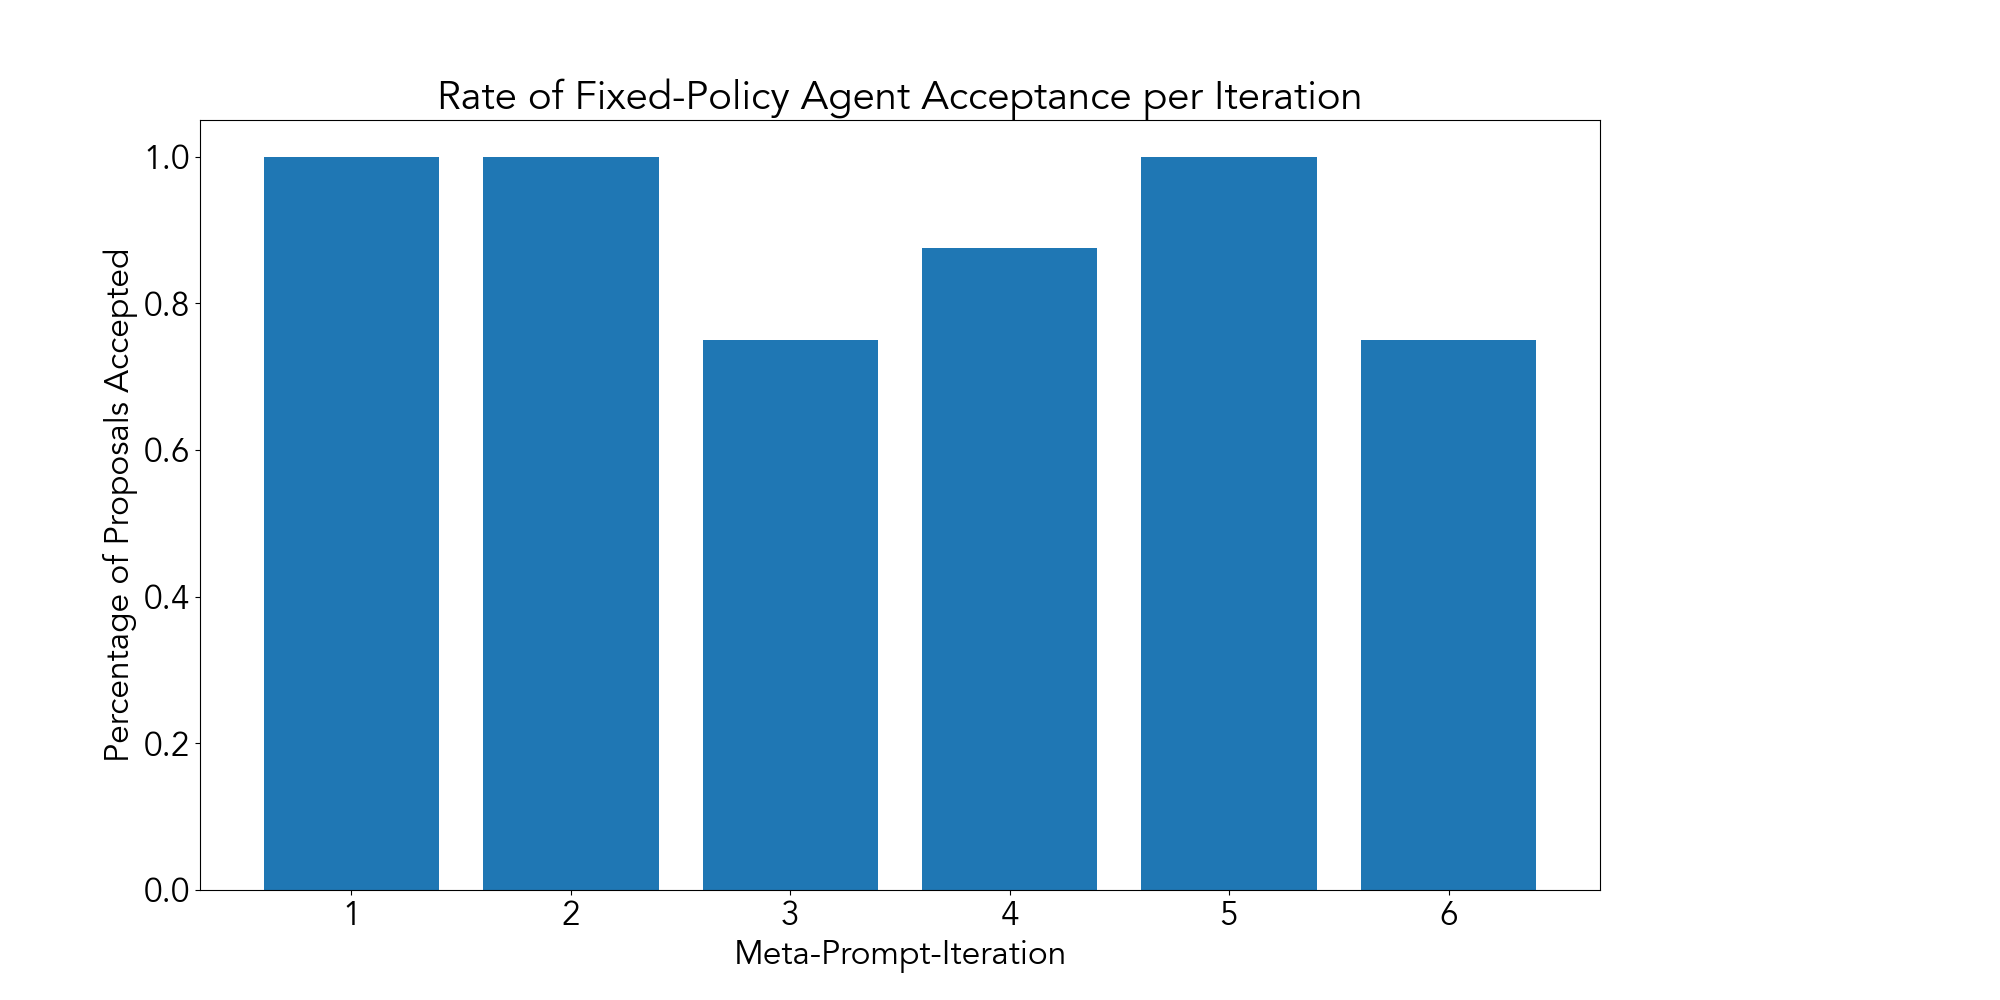 Rate of Fixed-Policy Agent Acceptance per Iteration
Percentage of Proposals Accepted
1.0
0.8
0.6
0.4
0.2
0.0
1 2 3 4 5 6
Meta-Prompt-Iteration